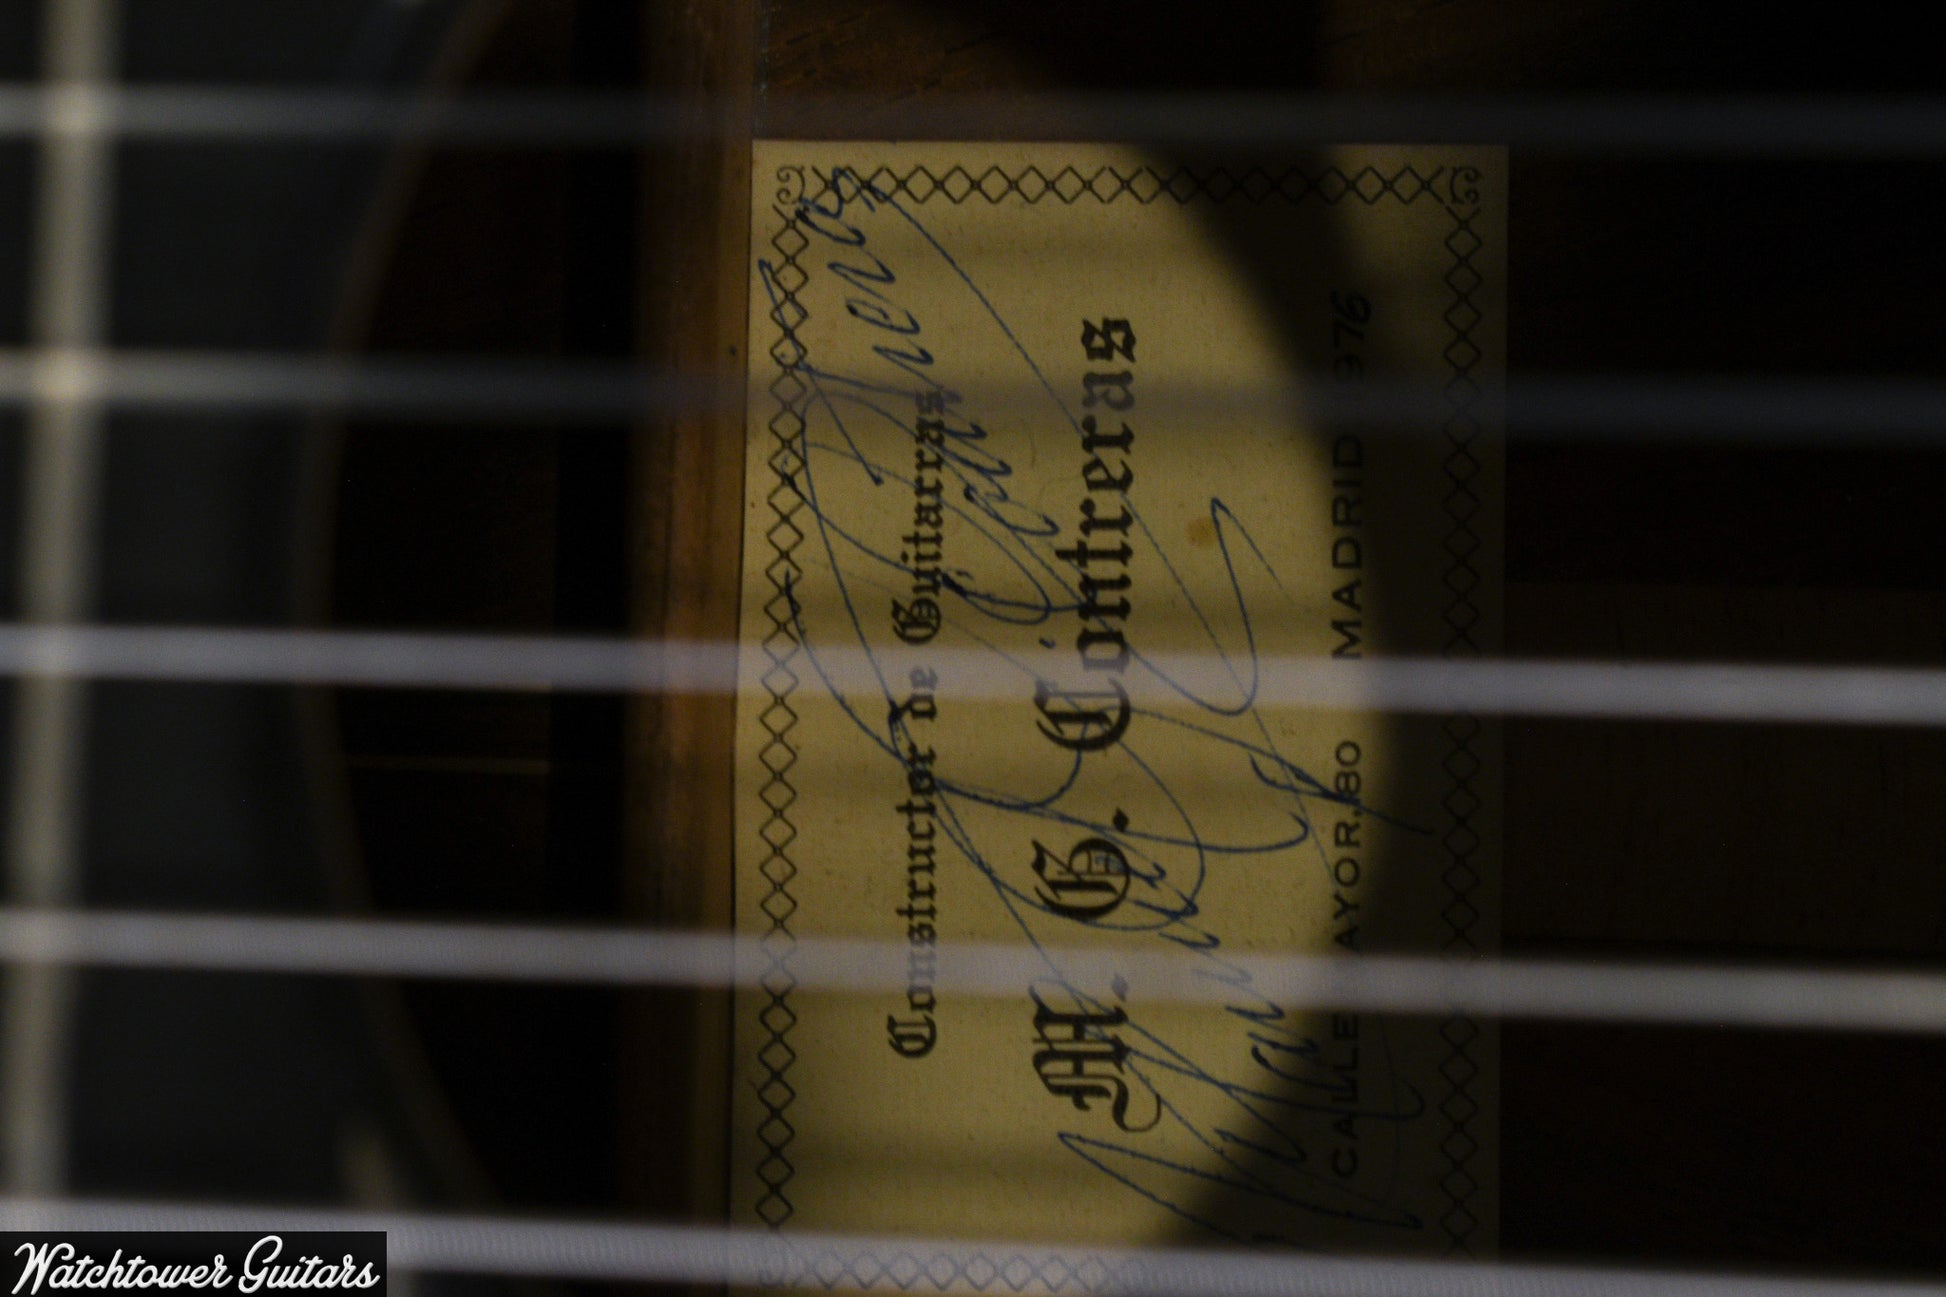 Constructor de Guitarras
M. G. Contreras
CALLE MAYOR, 80 MADRID 976
Watchtower Guitars